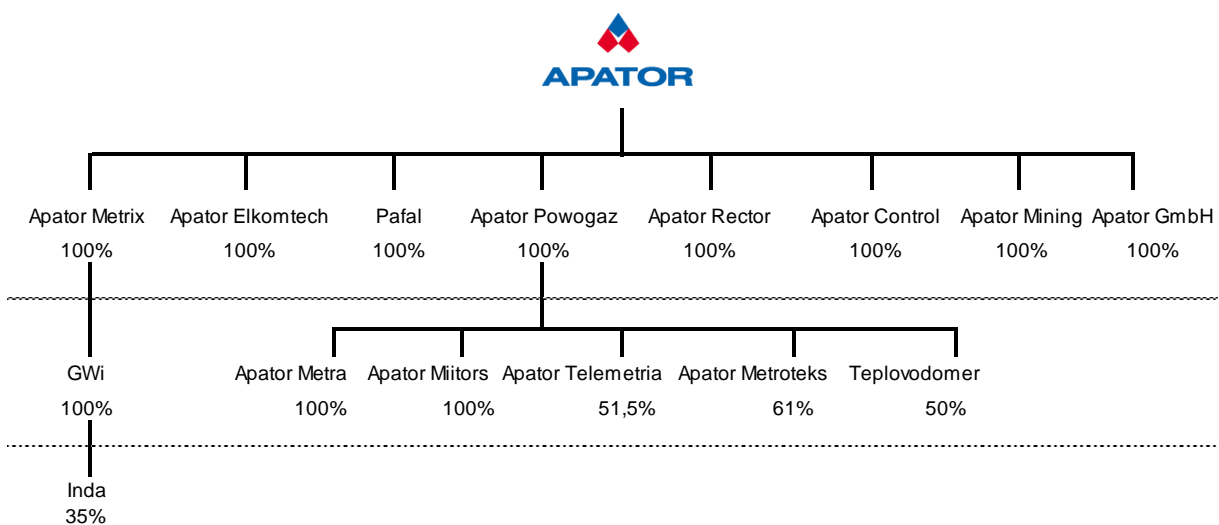 APATOR
Apator Metrix Apator Elkomtech Pafal Apator Powogaz Apator Rector Apator Control Apator Mining Apator GmbH
100% 100% 100% 100% 100% 100% 100% 100%
GWi Apator Metra Apator Miitors Apator Telemetria Apator Metroteks Teplovodomer
100% 100% 100% 51,5% 61% 50%
Inda
35%